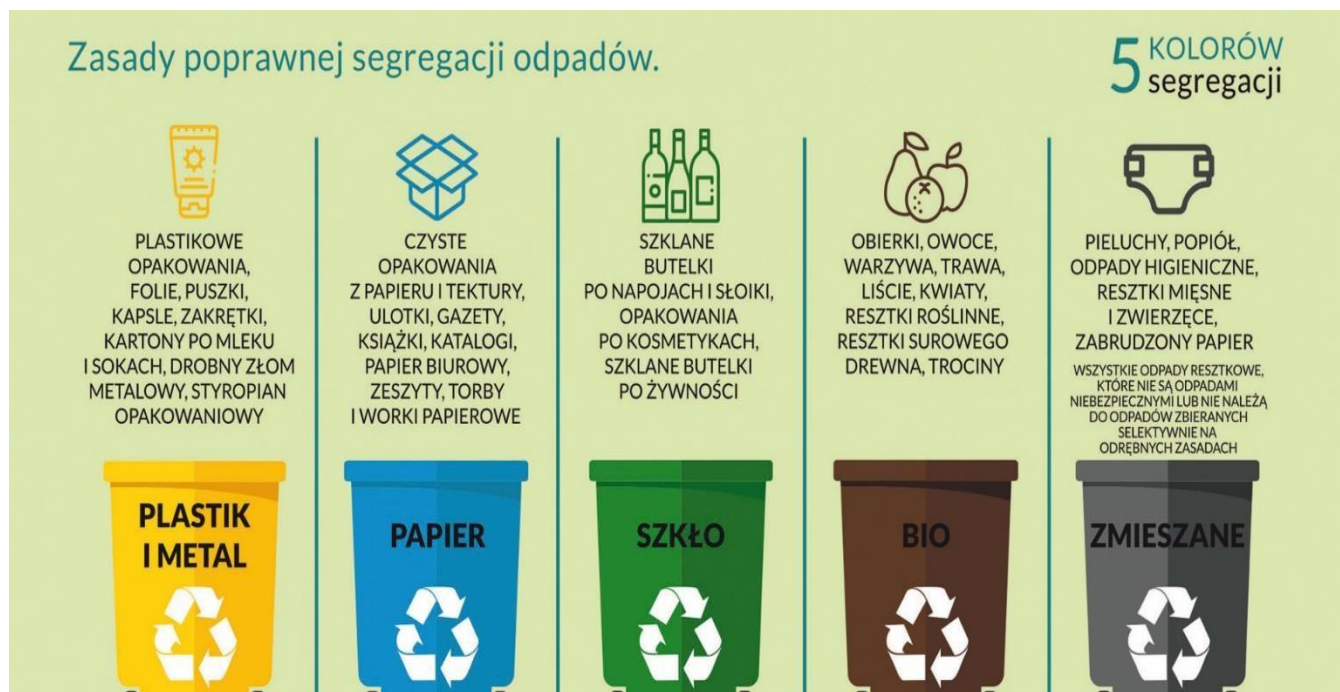 Zasady poprawnej segregacji odpadów.
5 KOLORÓW
segregacji
PLASTIKOWE
OPAKOWANIA,
FOLIE, PUSZKI,
KAPSLE, ZAKRĘTKI,
KARTONY PO MLEKU
I SOKACH, DROBNY ZŁOM
METALOWY, STYROPIAN
OPAKOWANIOWY
PLASTIK
I METAL
CZYSTE
OPAKOWANIA
Z PAPIERU I TEKTURY,
ULOTKI, GAZETY,
KSIĄŻKI, KATALOGI,
PAPIER BIUROWY,
ZESZYTY, TORBY
I WORKI PAPIEROWE
PAPIER
SZKLANE
BUTELKI
PO NAPOJACH I SŁOIKI,
OPAKOWANIA
PO KOSMETYKACH,
SZKLANE BUTELKI
PO ŻYWNOŚCI
SZKŁO
OBIERKI, OWOCE,
WARZYWA, TRAWA,
LIŚCIE, KWIATY,
RESZTKI ROŚLINNE,
RESZTKI SUROWEGO
DREWNA, TROCINY
BIO
PIELUCHY, POPIÓŁ,
ODPADY HIGIENICZNE,
RESZTKI MIĘSNE
I ZWIERZĘCE,
ZABRUDZONY PAPIER
WSZYSTKIE ODPADY RESZTKOWE,
KTÓRE NIE SĄ ODPADAMI
NIEBEZPIECZNYMI LUB NIE NALEŻĄ
DO ODPADÓW ZBIERANYCH
SELEKTYWNIE NA
ODRĘBNYCH ZASADACH
ZMIESZANE